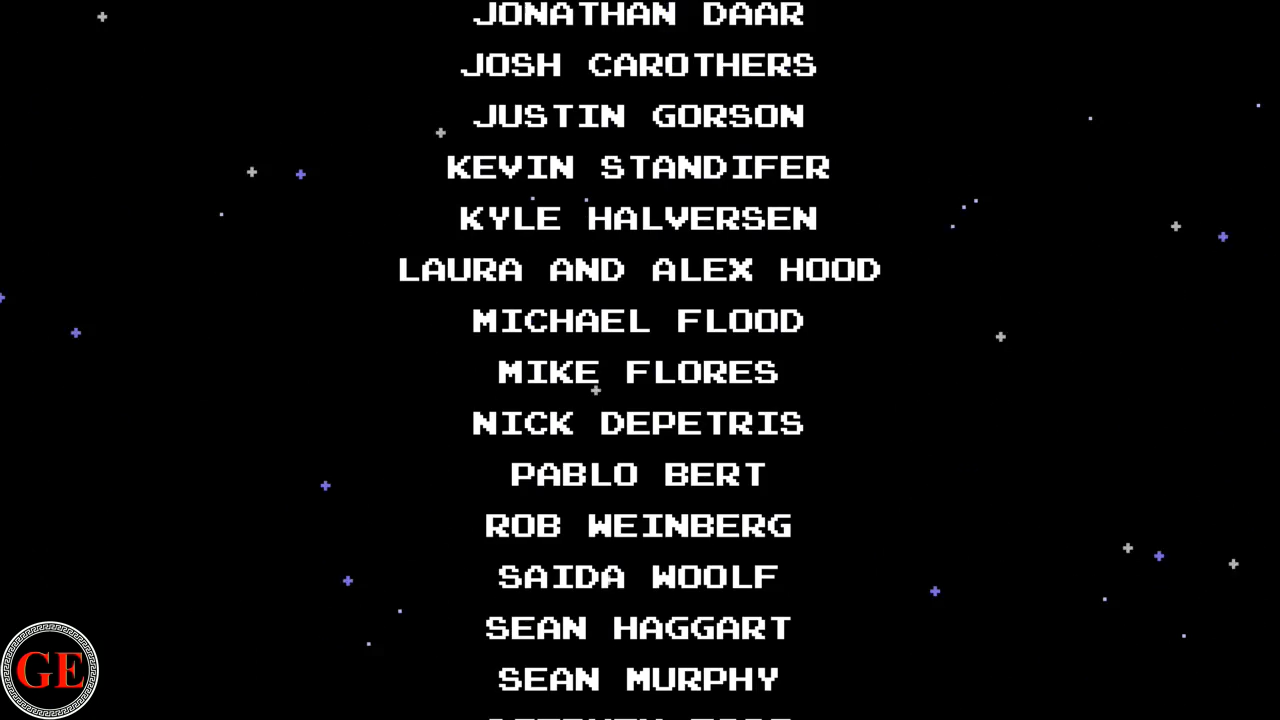 JONATHAN DAAR
JOSH CAROTHERS
JUSTIN GORSON
KEVIN STANDIFER
KYLE HALVERSEN
LAURA AND ALEX HOOD
MICHAEL FLOOD
MIKE FLORES
NICK DEPETRIS
PABLO BERT
ROB WEINBERG
SAIDA WOOLF
SEAN HAGGART
SEAN MURPHY
GE